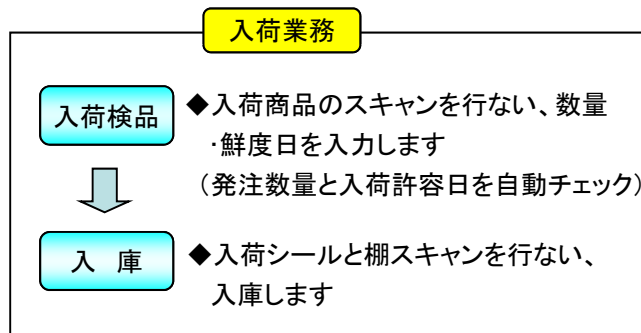 入荷業務
入荷検品
◆入荷商品のスキャンを行ない、数量
・鮮度日を入力します
（発注数量と入荷許容日を自動チェック）
入　庫
◆入荷シールと棚スキャンを行ない、
入庫します